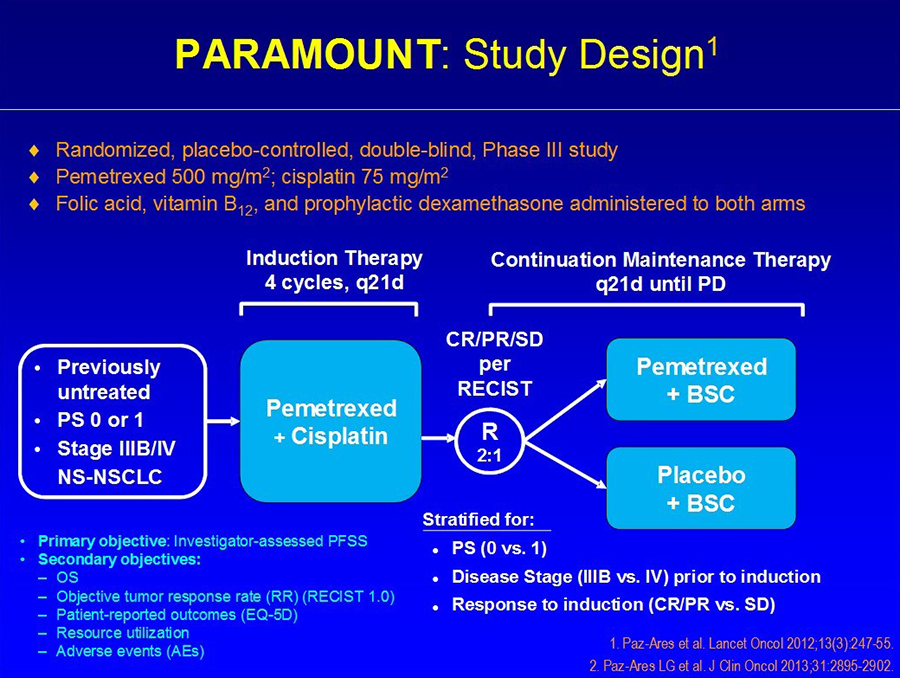 PARAMOUNT: Study Design1
♦ Randomized, placebo-controlled, double-blind, Phase III study
♦ Pemetrexed 500 mg/m2; cisplatin 75 mg/m2
♦ Folic acid, vitamin B12, and prophylactic dexamethasone administered to both arms
Induction Therapy
4 cycles, q21d
Continuation Maintenance Therapy
q21d until PD
• Previously
untreated
• PS 0 or 1
• Stage IIIB/IV
NS-NSCLC
Pemetrexed
+ Cisplatin
CR/PR/SD
per
RECIST
R
2:1
Pemetrexed
+ BSC
Placebo
+ BSC
Stratified for:
• PS (0 vs. 1)
• Disease Stage (IIIB vs. IV) prior to induction
• Response to induction (CR/PR vs. SD)
• Primary objective: Investigator-assessed PFSS
• Secondary objectives:
– OS
– Objective tumor response rate (RR) (RECIST 1.0)
– Patient-reported outcomes (EQ-5D)
– Resource utilization
– Adverse events (AEs)
1. Paz-Ares et al. Lancet Oncol 2012;13(3):247-55.
2. Paz-Ares LG et al. J Clin Oncol 2013;31:2895-2902.